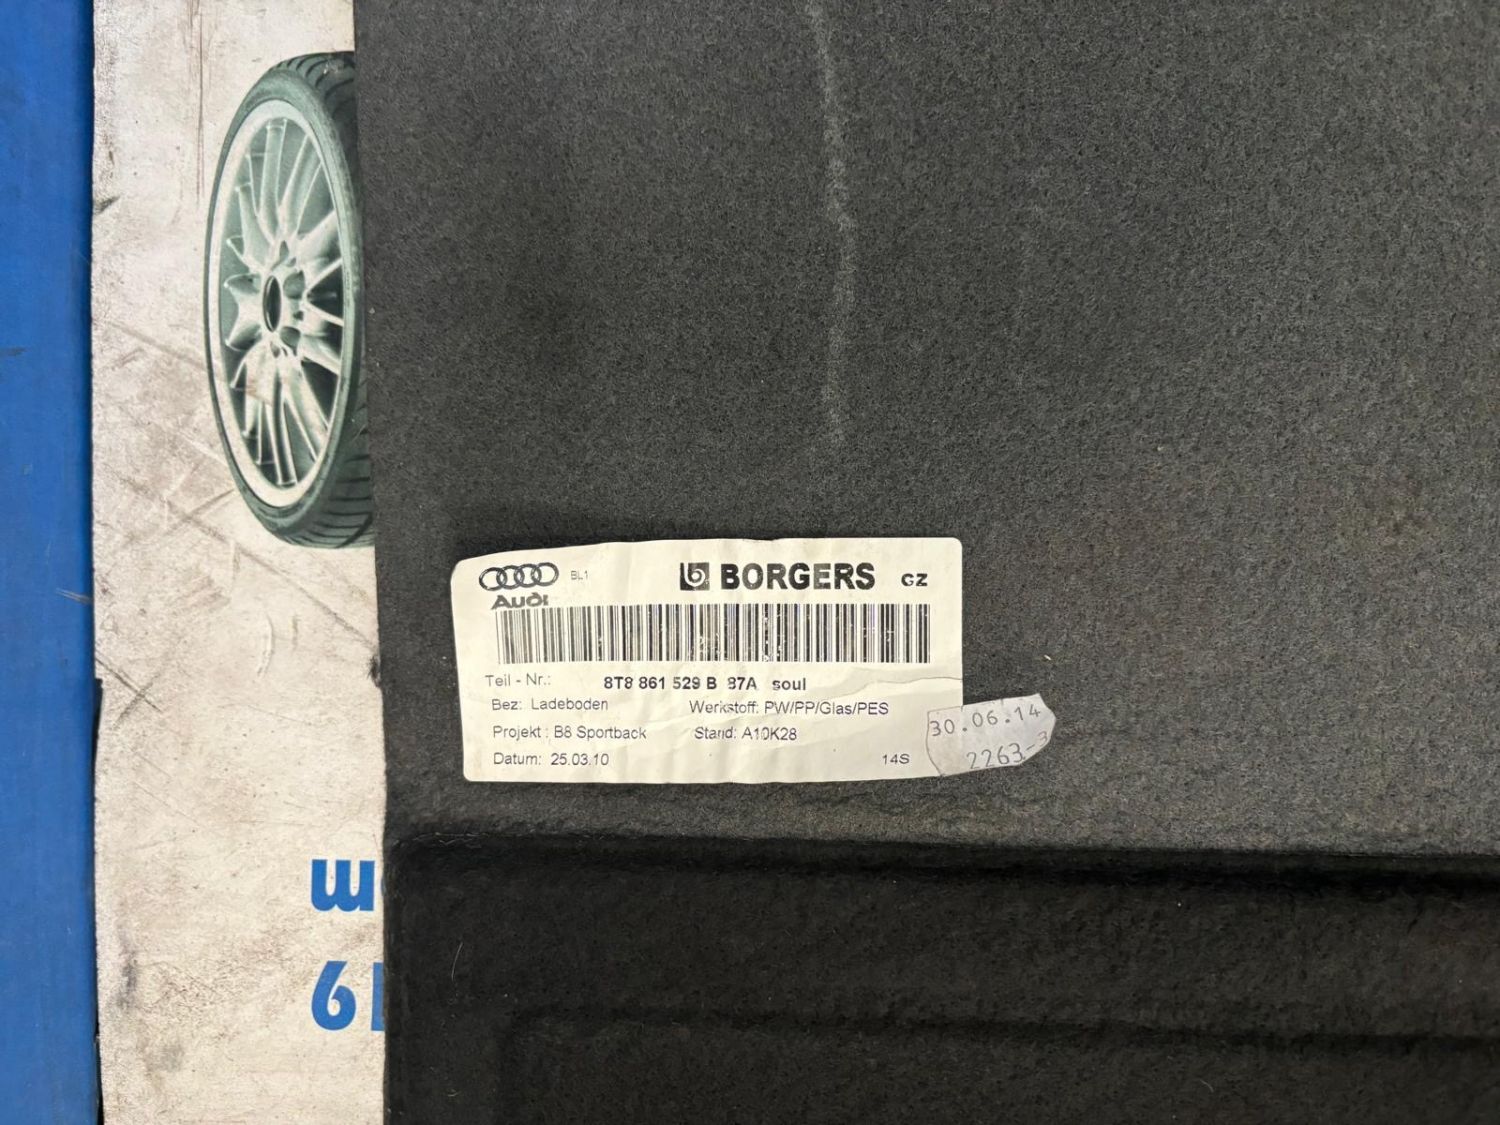 BL1
BORGERS GZ
Audi
Teil - Nr.: 8T8 861 529 B 87A soul
Bez: Ladeboden Werkstoff: PW/PP/Glas/PES
Projekt : B8 Sportback Stand: A10K28
Datum: 25.03.10 14S
30.06.14
2263-3